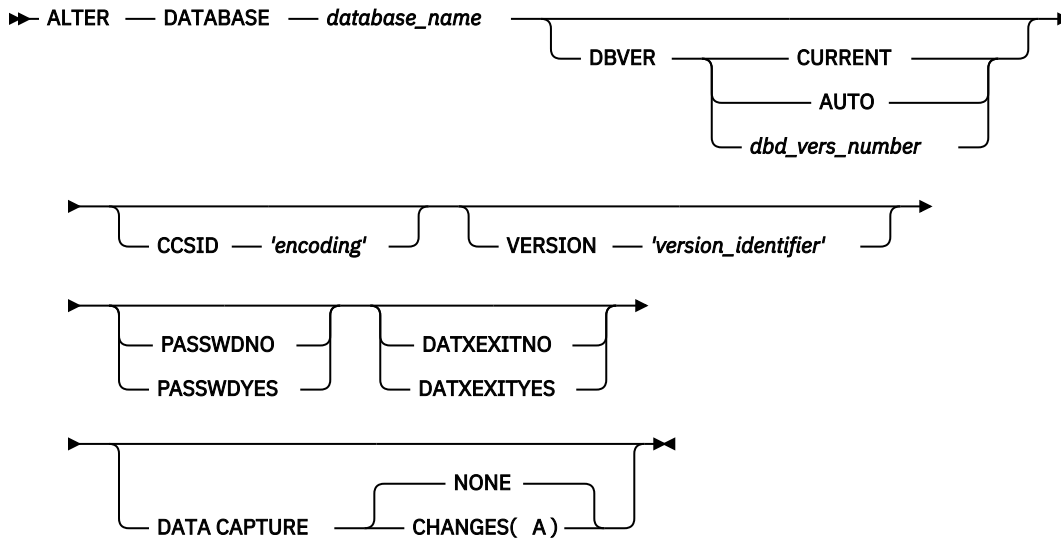 ALTER DATABASE database_name
DBVER CURRENT
AUTO
dbd_vers_number
CCSID 'encoding' VERSION 'version_identifier'
PASSWDNO DATXEXITNO
PASSWDYES DATXEXITYES
NONE
DATA CAPTURE CHANGES( A )